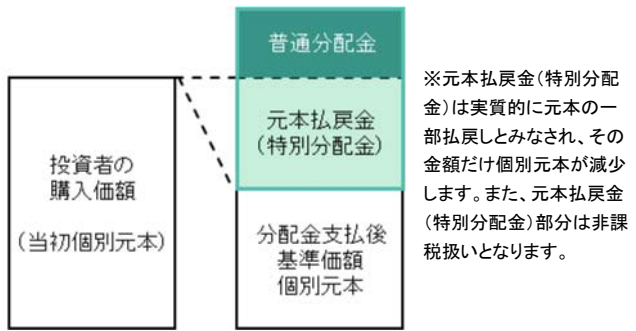 投資者の
購入価額
(当初個別元本)
普通分配金
元本払戻金
(特別分配金)
分配金支払後
基準価額
個別元本
※元本払戻金(特別分配
金)は実質的に元本の一
部払戻しとみなされ、その
金額だけ個別元本が減少
します。また、元本払戻金
(特別分配金)部分は非課
税扱いとなります。